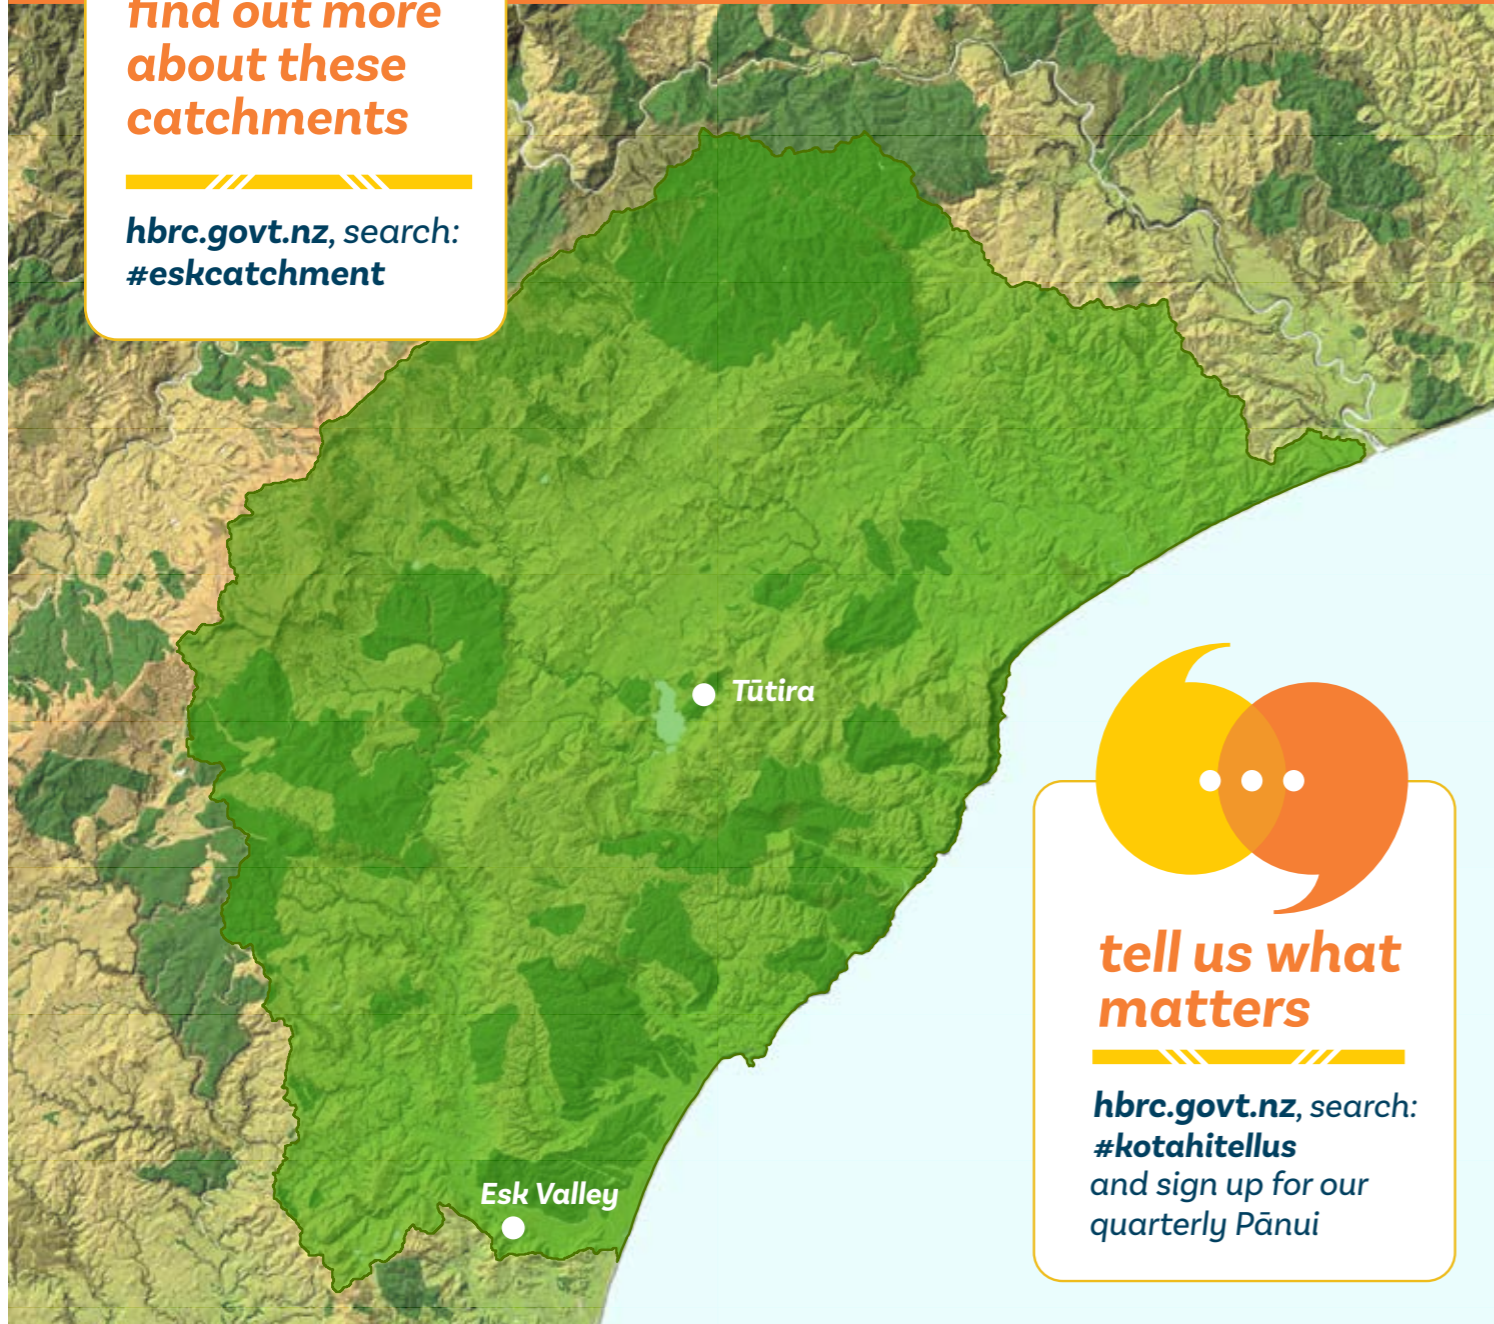 find out more
about these
catchments
hbrc.govt.nz, search:
#eskcatchment
Tūtira
Esk Valley
tell us what
matters
hbrc.govt.nz, search:
#kotahitellus
and sign up for our
quarterly Pānui